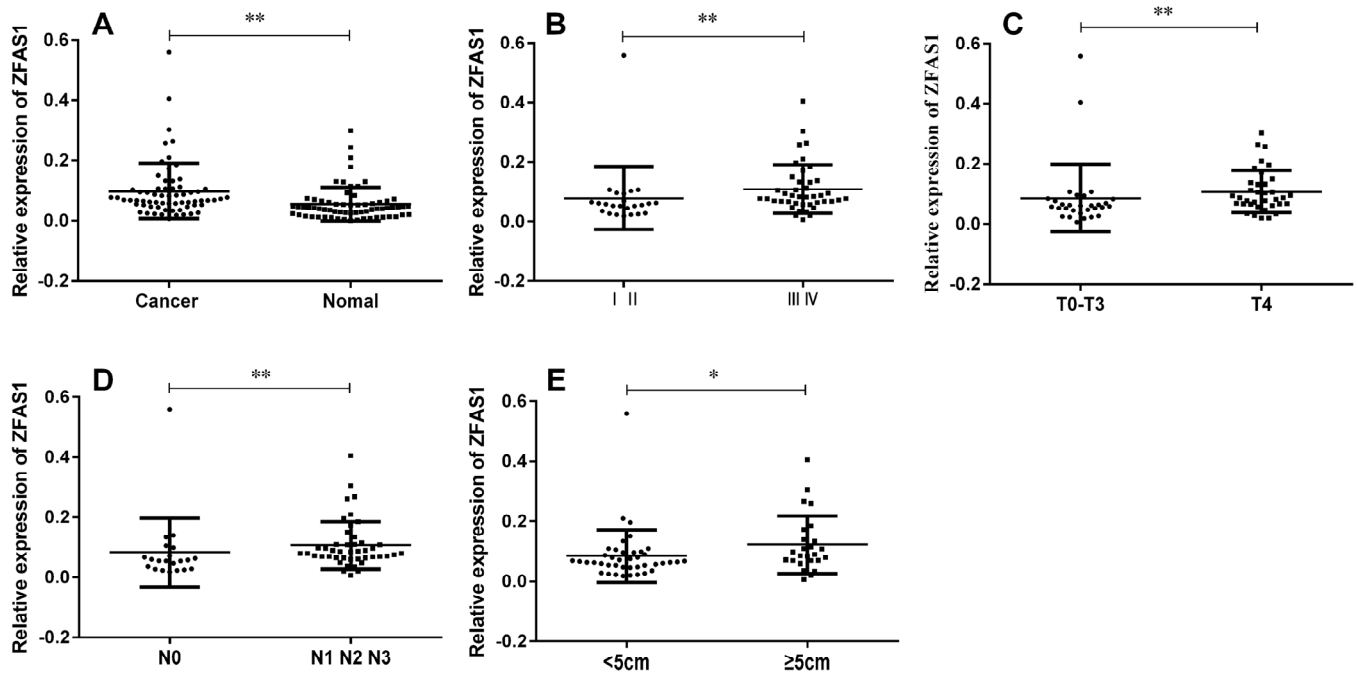 A
**
Relative expression of ZFAS1
0.6
0.4
0.2
0.0
-0.2
Cancer Nomal
B
**
Relative expression of ZFAS1
0.6
0.4
0.2
0.0
-0.2
I II III IV
C
**
Relative expression of ZFAS1
0.6
0.4
0.2
0.0
-0.2
T0-T3 T4
D
**
Relative expression of ZFAS1
0.6
0.4
0.2
0.0
-0.2
N0 N1 N2 N3
E
*
Relative expression of ZFAS1
0.6
0.4
0.2
0.0
-0.2
<5cm ≥5cm